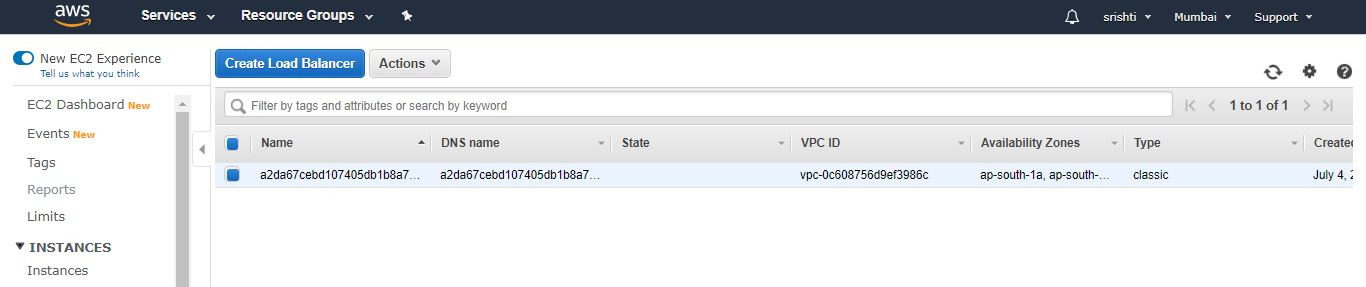 aws Services Resource Groups srishti Mumbai Support
New EC2 Experience
Tell us what you think
Create Load Balancer Actions
EC2 Dashboard New
Events New
Tags
Reports
Limits
INSTANCES
Instances
Filter by tags and attributes or search by keyword 1 to 1 of 1
Name DNS name State VPC ID Availability Zones Type Created
a2da67cebd107405db1b8a7... a2da67cebd107405db1b8a7... vpc-0c608756d9ef3986c ap-south-1a, ap-south-... classic July 4, 2